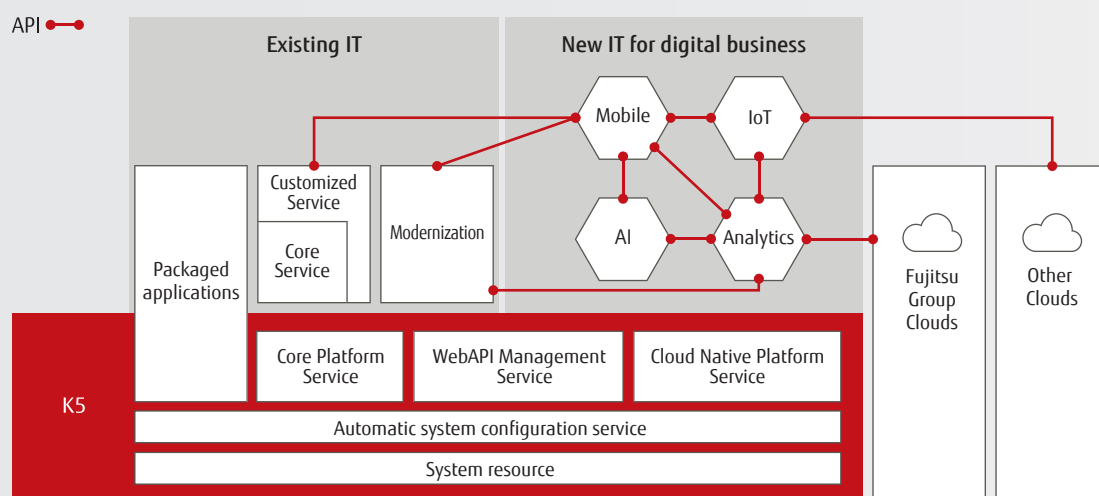 API
Existing IT
New IT for digital business
Mobile
IoT
Customized
Service
Core
Service
Modernization
AI
Analytics
Packaged
applications
Fujitsu
Group
Clouds
Other
Clouds
K5
Core Platform
Service
WebAPI Management
Service
Cloud Native Platform
Service
Automatic system configuration service
System resource